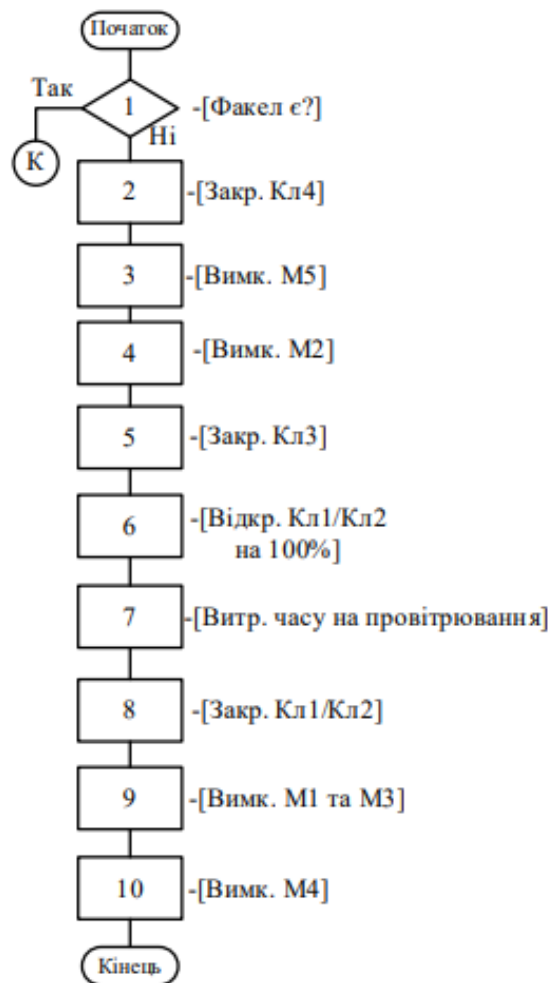 Початок
Так
1
-[Факел є?]
Ні
К
2
-[Закр. Кл4]
3
-[Вимк. М5]
4
-[Вимк. М2]
5
-[Закр. Кл3]
6
-[Відкр. Кл1/Кл2
на 100%]
7
-[Витр. часу на провітрювання]
8
-[Закр. Кл1/Кл2]
9
-[Вимк. М1 та М3]
10
-[Вимк. М4]
Кінець